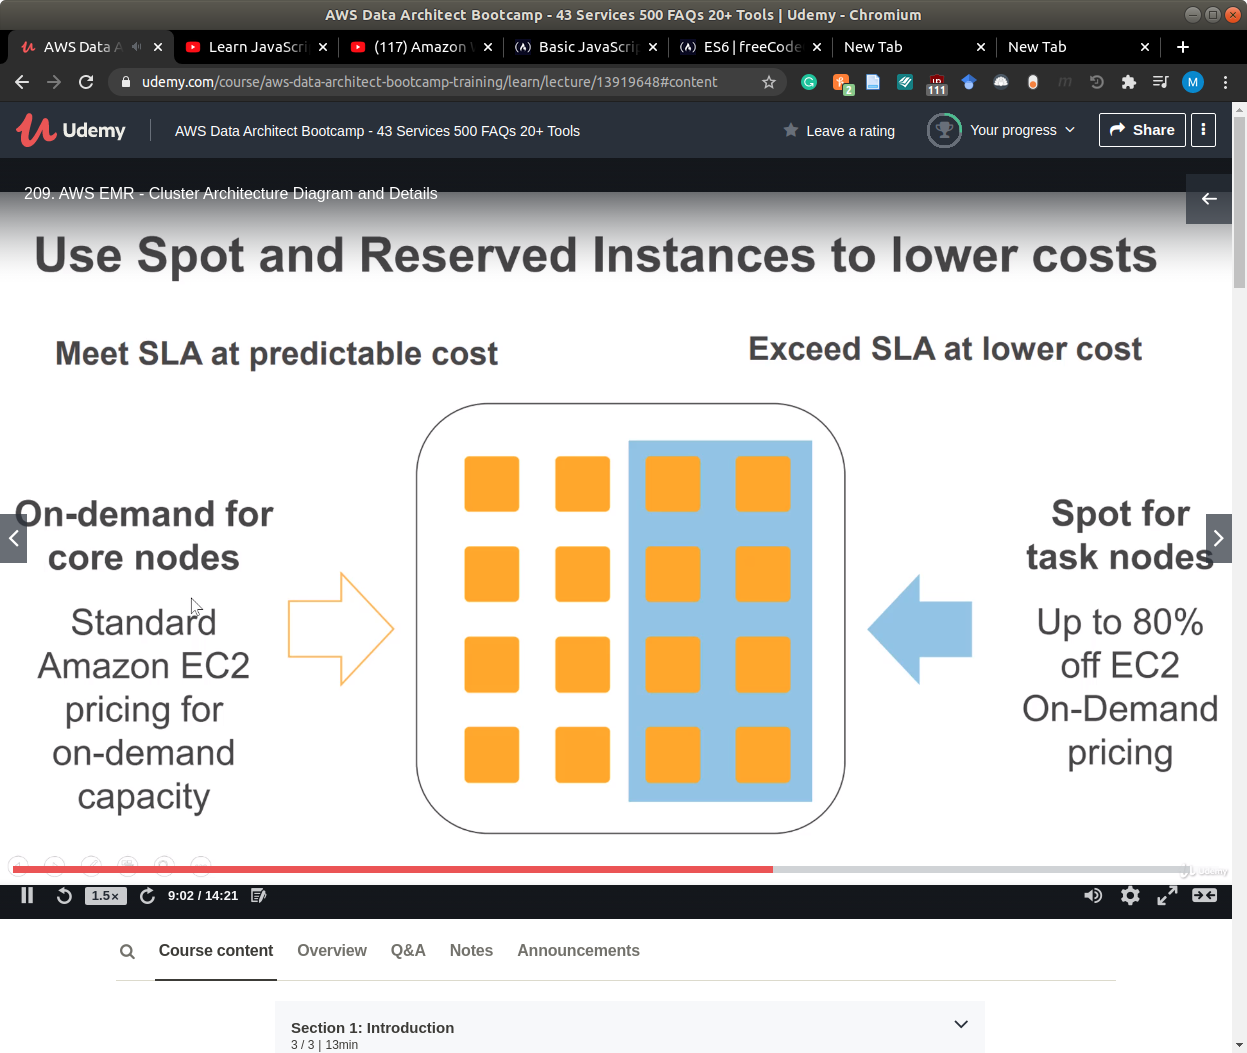 AWS Data Architect Bootcamp - 43 Services 500 FAQs 20+ Tools | Udemy - Chromium
AWS Data A
Learn JavaScri
(117) Amazon
Basic JavaScrip
ES6 | freeCode
New Tab
New Tab
udemy.com/course/aws-data-architect-bootcamp-training/learn/lecture/13919648#content
2
111
M
Udemy
AWS Data Architect Bootcamp - 43 Services 500 FAQs 20+ Tools
Leave a rating
Your progress
Share
209. AWS EMR - Cluster Architecture Diagram and Details
Use Spot and Reserved Instances to lower costs
Meet SLA at predictable cost
Exceed SLA at lower cost
On-demand for
core nodes
Standard
Amazon EC2
pricing for
on-demand
capacity
Spot for
task nodes
Up to 80%
off EC2
On-Demand
pricing
Udemy
1.5×
9:02 / 14:21
Course content
Overview
Q&A
Notes
Announcements
Section 1: Introduction
3 / 3 | 13min